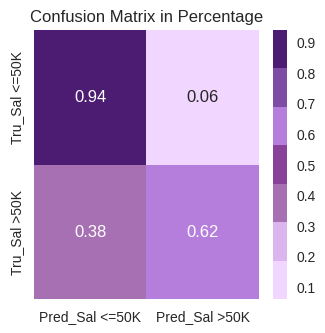 Confusion Matrix in Percentage
Tru_Sal <=50K
0.94
0.06
Tru_Sal >50K
0.38
0.62
Pred_Sal <=50K
Pred_Sal >50K
0.9
0.8
0.7
0.6
0.5
0.4
0.3
0.2
0.1